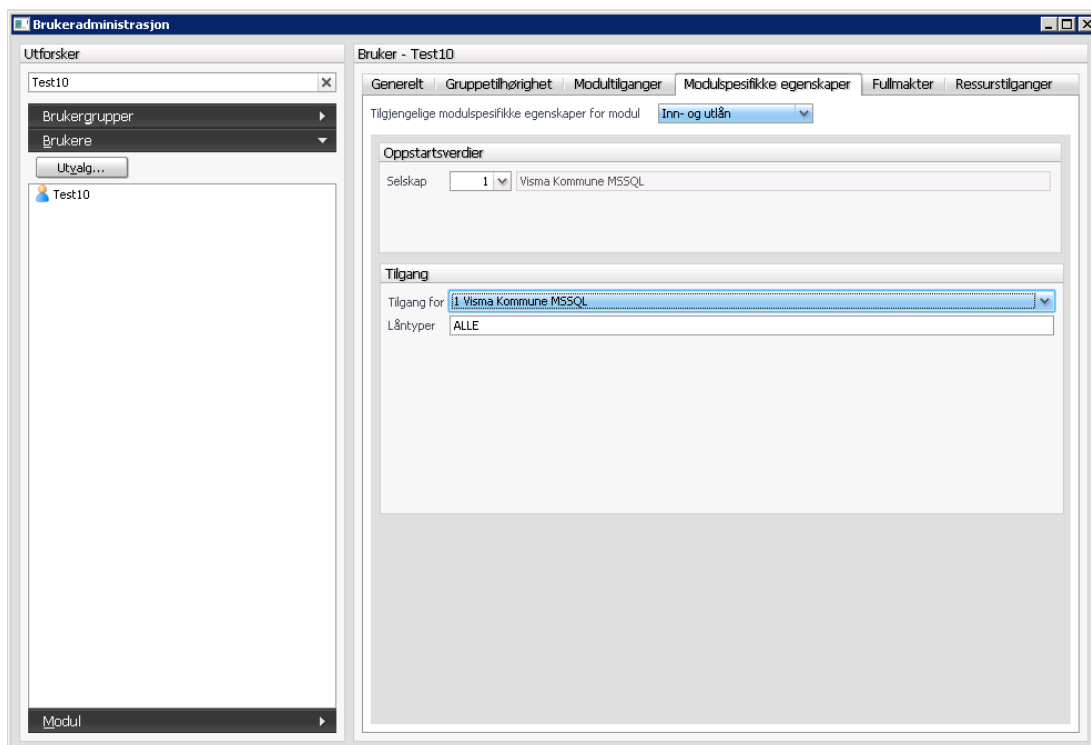 Brukeradministrasjon
Utforsker
Test10
Brukergrupper
Brukere
Utvalg...
Test10
Modul
Bruker - Test10
Generelt Gruppetilhørighet Modultilganger Modulspesifikke egenskaper Fullmakter Ressurstilganger
Tilgjengelige modulspesifikke egenskaper for modul Inn- og utlån
Oppstartsverdier
Selskap 1 Visma Kommune MSSQL
Tilgang
Tilgang for 1 Visma Kommune MSSQL
Låntyper ALLE